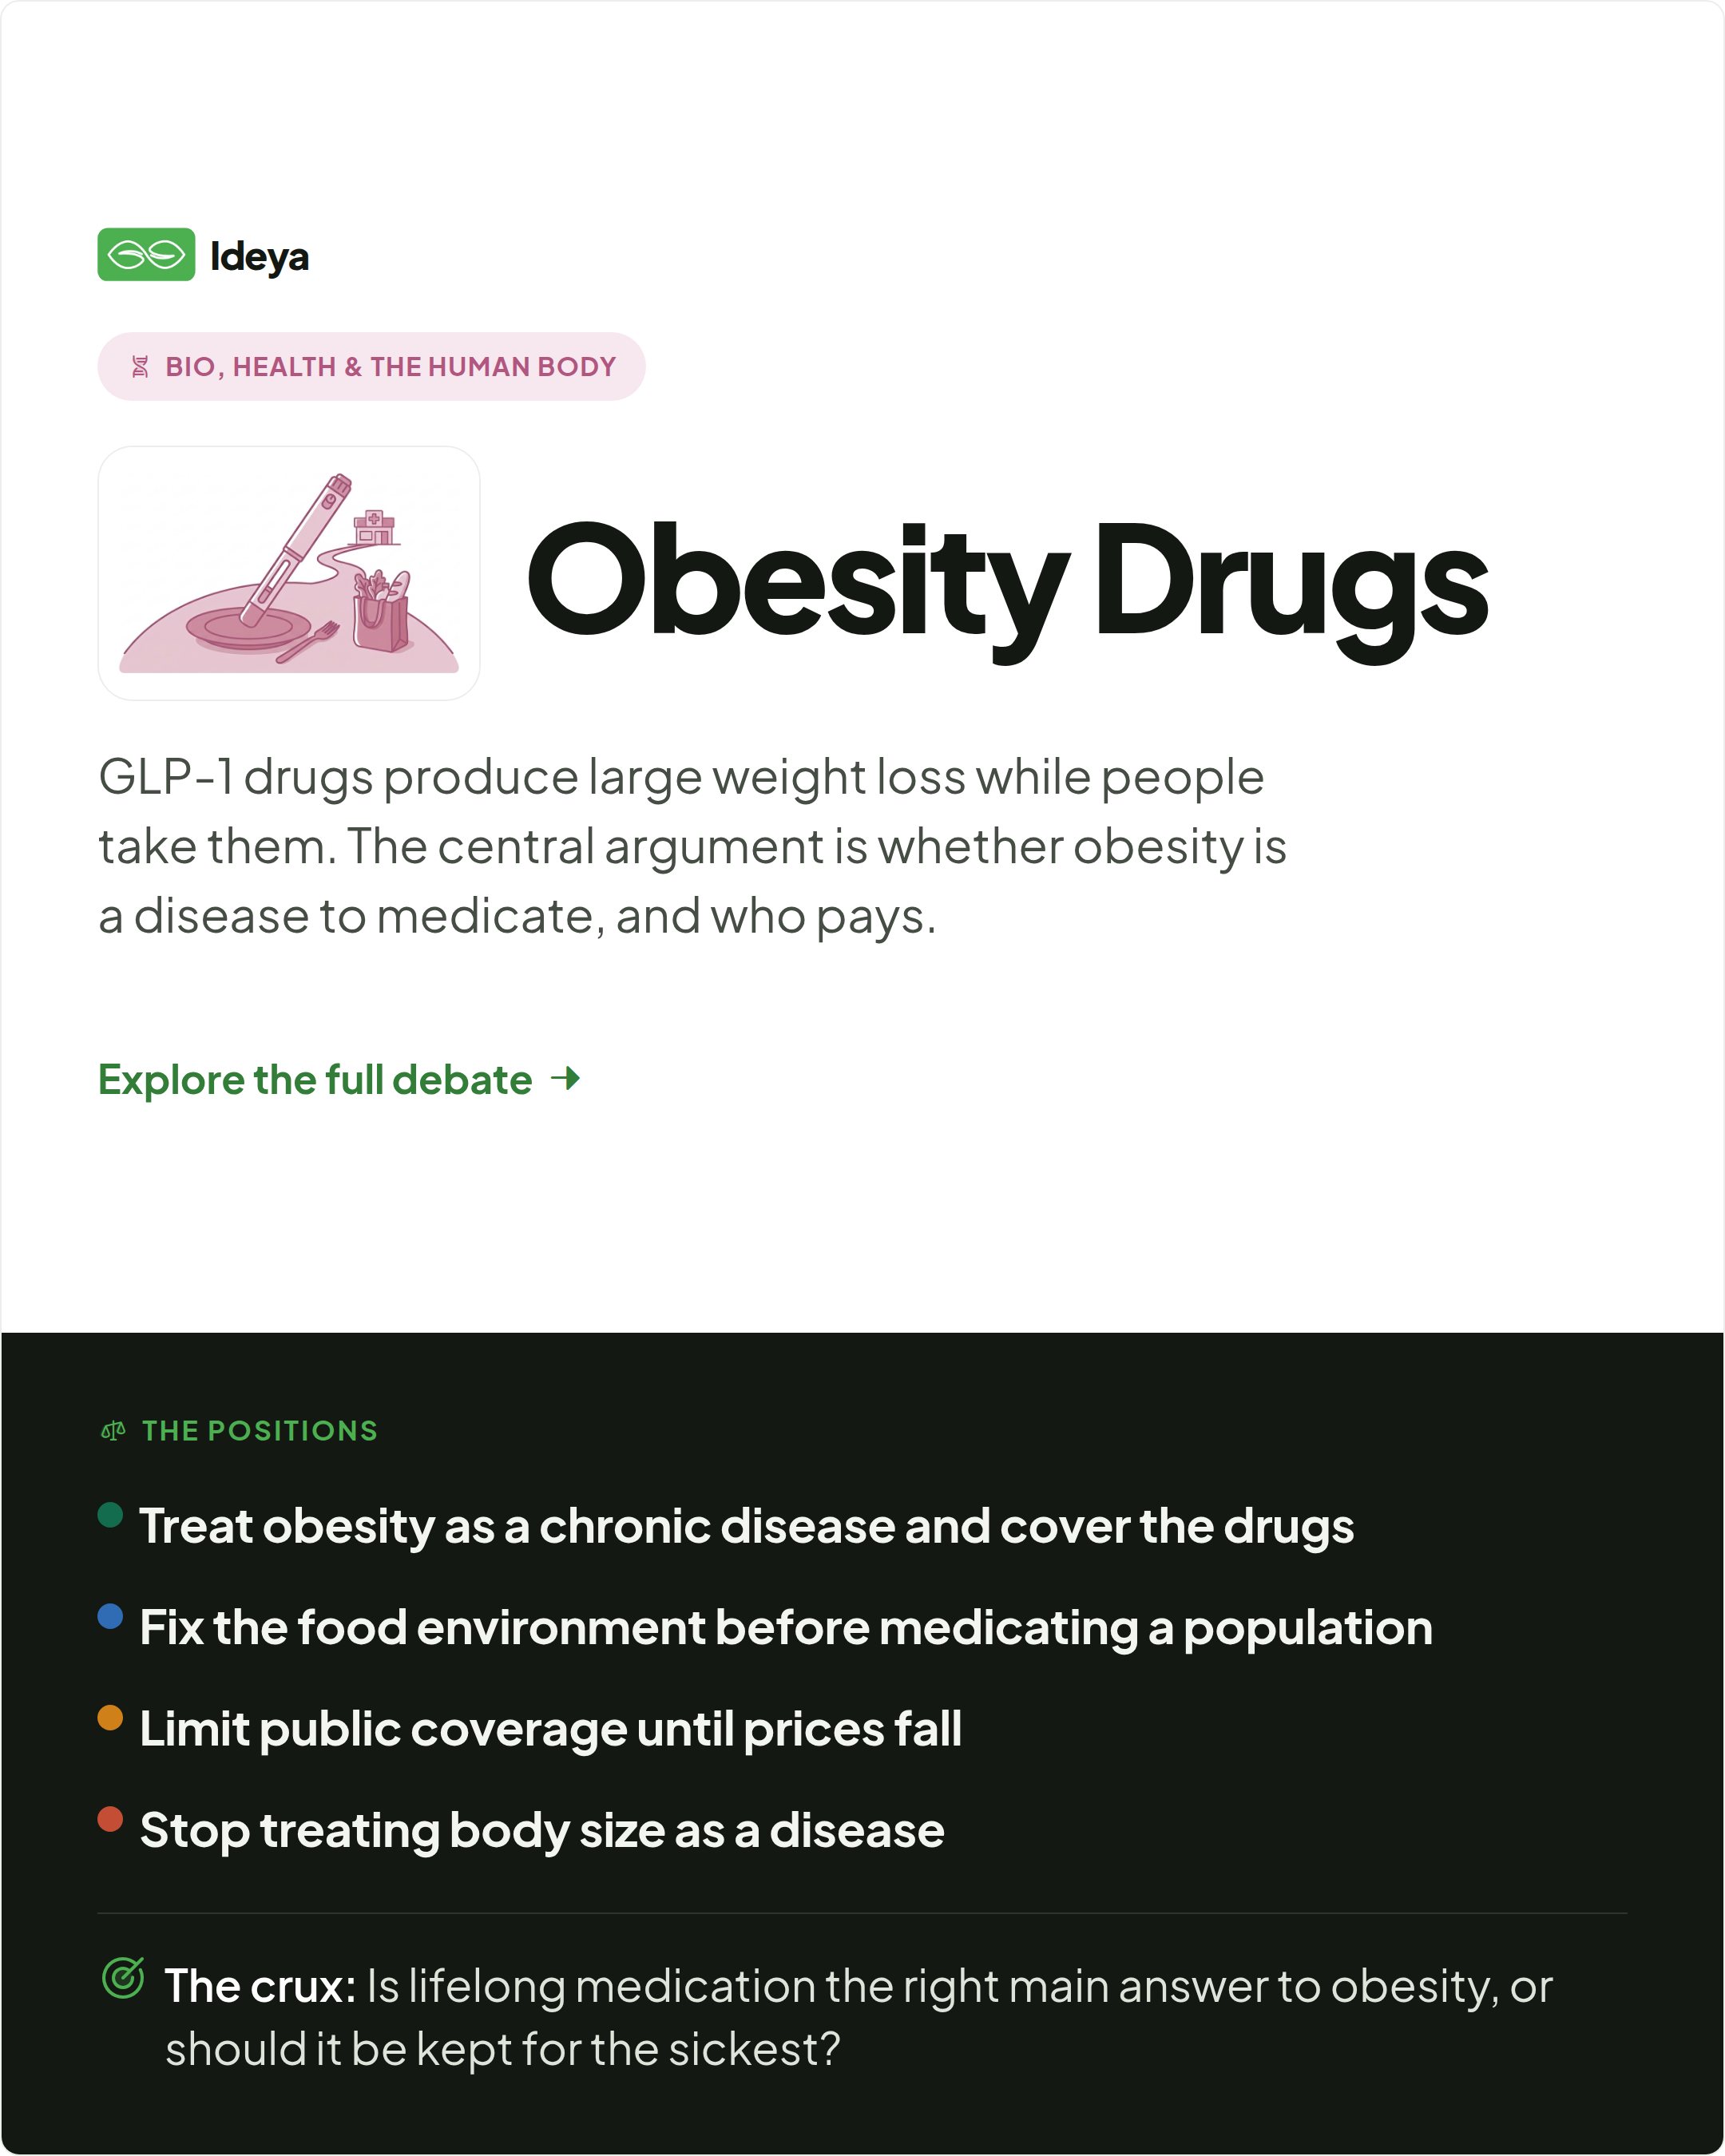 Ideya
BIO, HEALTH & THE HUMAN BODY
Obesity Drugs
GLP-1 drugs produce large weight loss while people
take them. The central argument is whether obesity is
a disease to medicate, and who pays.
Explore the full debate
THE POSITIONS
Treat obesity as a chronic disease and cover the drugs
Fix the food environment before medicating a population
Limit public coverage until prices fall
Stop treating body size as a disease
The crux: Is lifelong medication the right main answer to obesity, or
should it be kept for the sickest?